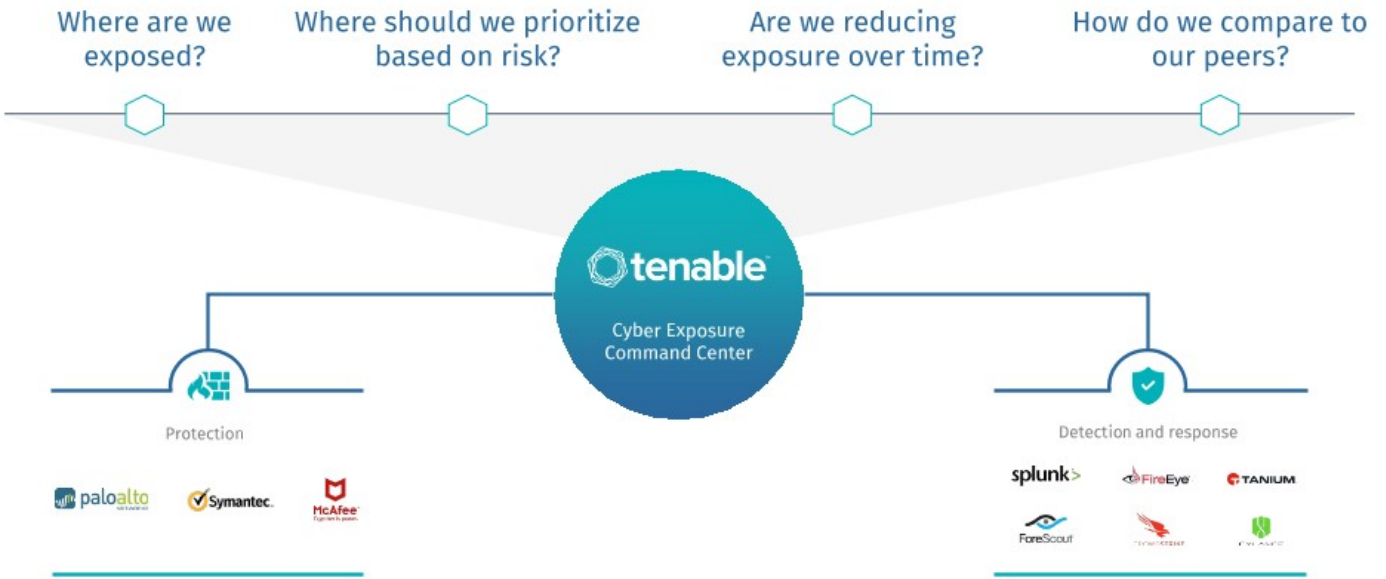 Where are we
exposed?
Where should we prioritize
based on risk?
Are we reducing
exposure over time?
How do we compare to
our peers?
tenable™
Cyber Exposure
Command Center
Protection
paloalto
Symantec.
McAfee™
Detection and response
splunk>
FireEye
TANIUM
ForeScout